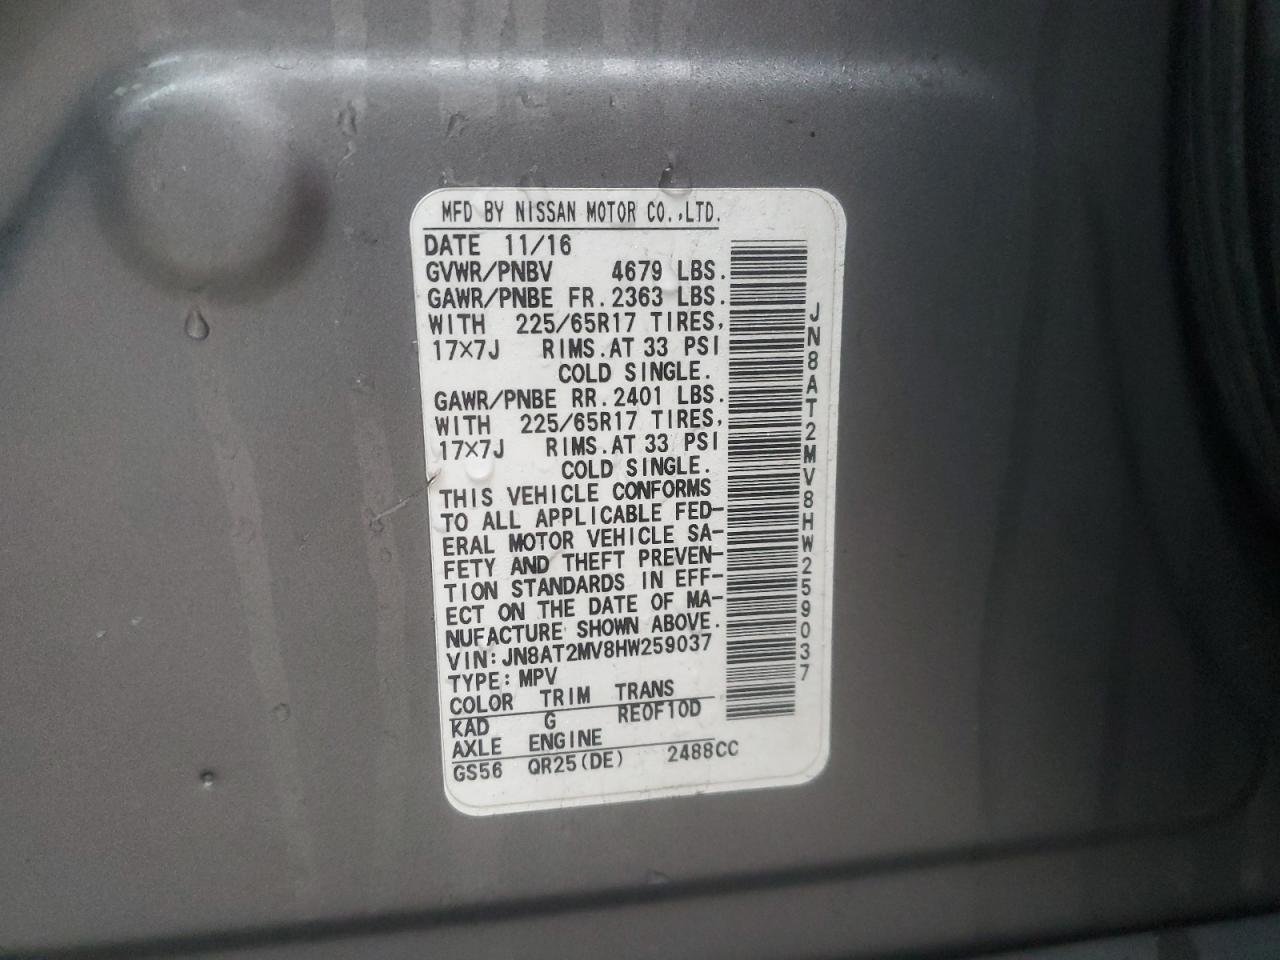 MFD BY NISSAN MOTOR CO.,LTD.
DATE 11/16
GVWR/PNBV 4679 LBS.
GAWR/PNBE FR.2363 LBS.
WITH 225/65R17 TIRES,
17×7J RIMS.AT 33 PSI
COLD SINGLE.
GAWR/PNBE RR.2401 LBS.
WITH 225/65R17 TIRES,
17×7J RIMS.AT 33 PSI
COLD SINGLE.
THIS VEHICLE CONFORMS
TO ALL APPLICABLE FED-
ERAL MOTOR VEHICLE SA-
FETY AND THEFT PREVEN-
TION STANDARDS IN EFF-
ECT ON THE DATE OF MA-
NUFACTURE SHOWN ABOVE.
VIN:JN8AT2MV8HW259037
TYPE:MPV
COLOR TRIM TRANS
KAD G RE0F10D
AXLE ENGINE
GS56 QR25(DE) 2488CC
JN8AT2MV8HW259037